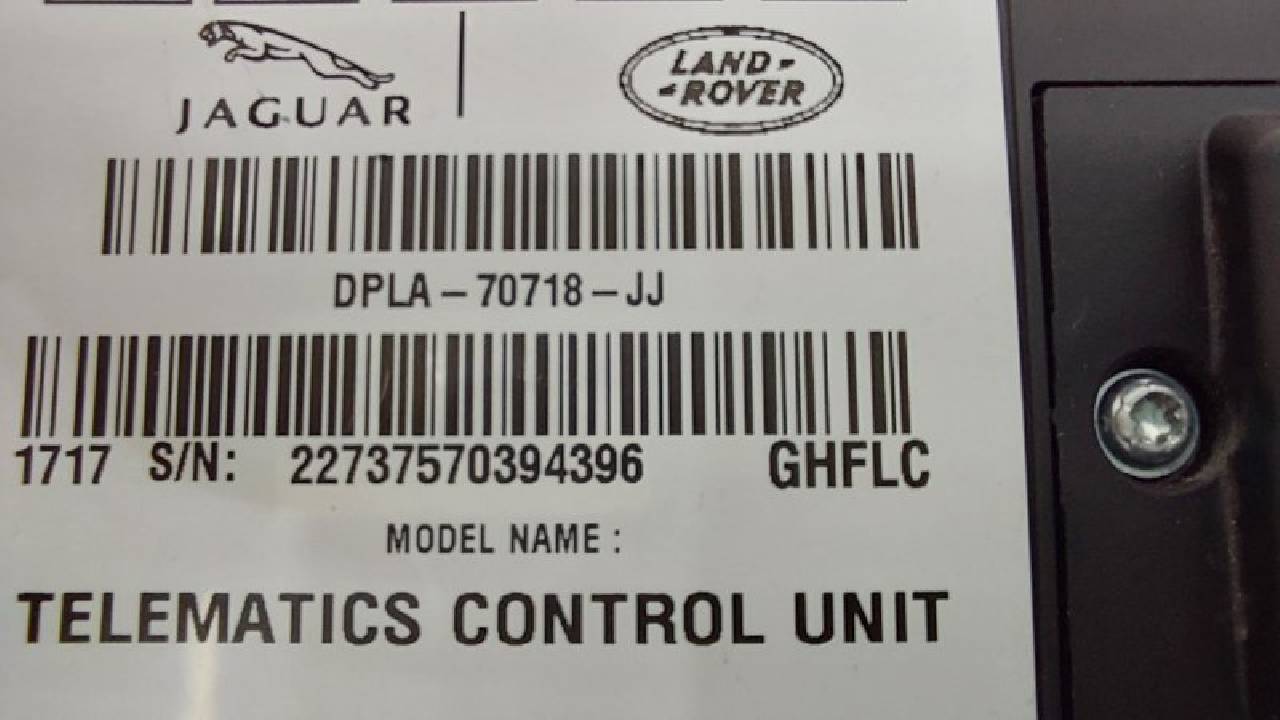 JAGUAR
LAND-
-ROVER
DPLA-70718-JJ
1717 S/N: 22737570394396 GHFLC
MODEL NAME :
TELEMATICS CONTROL UNIT